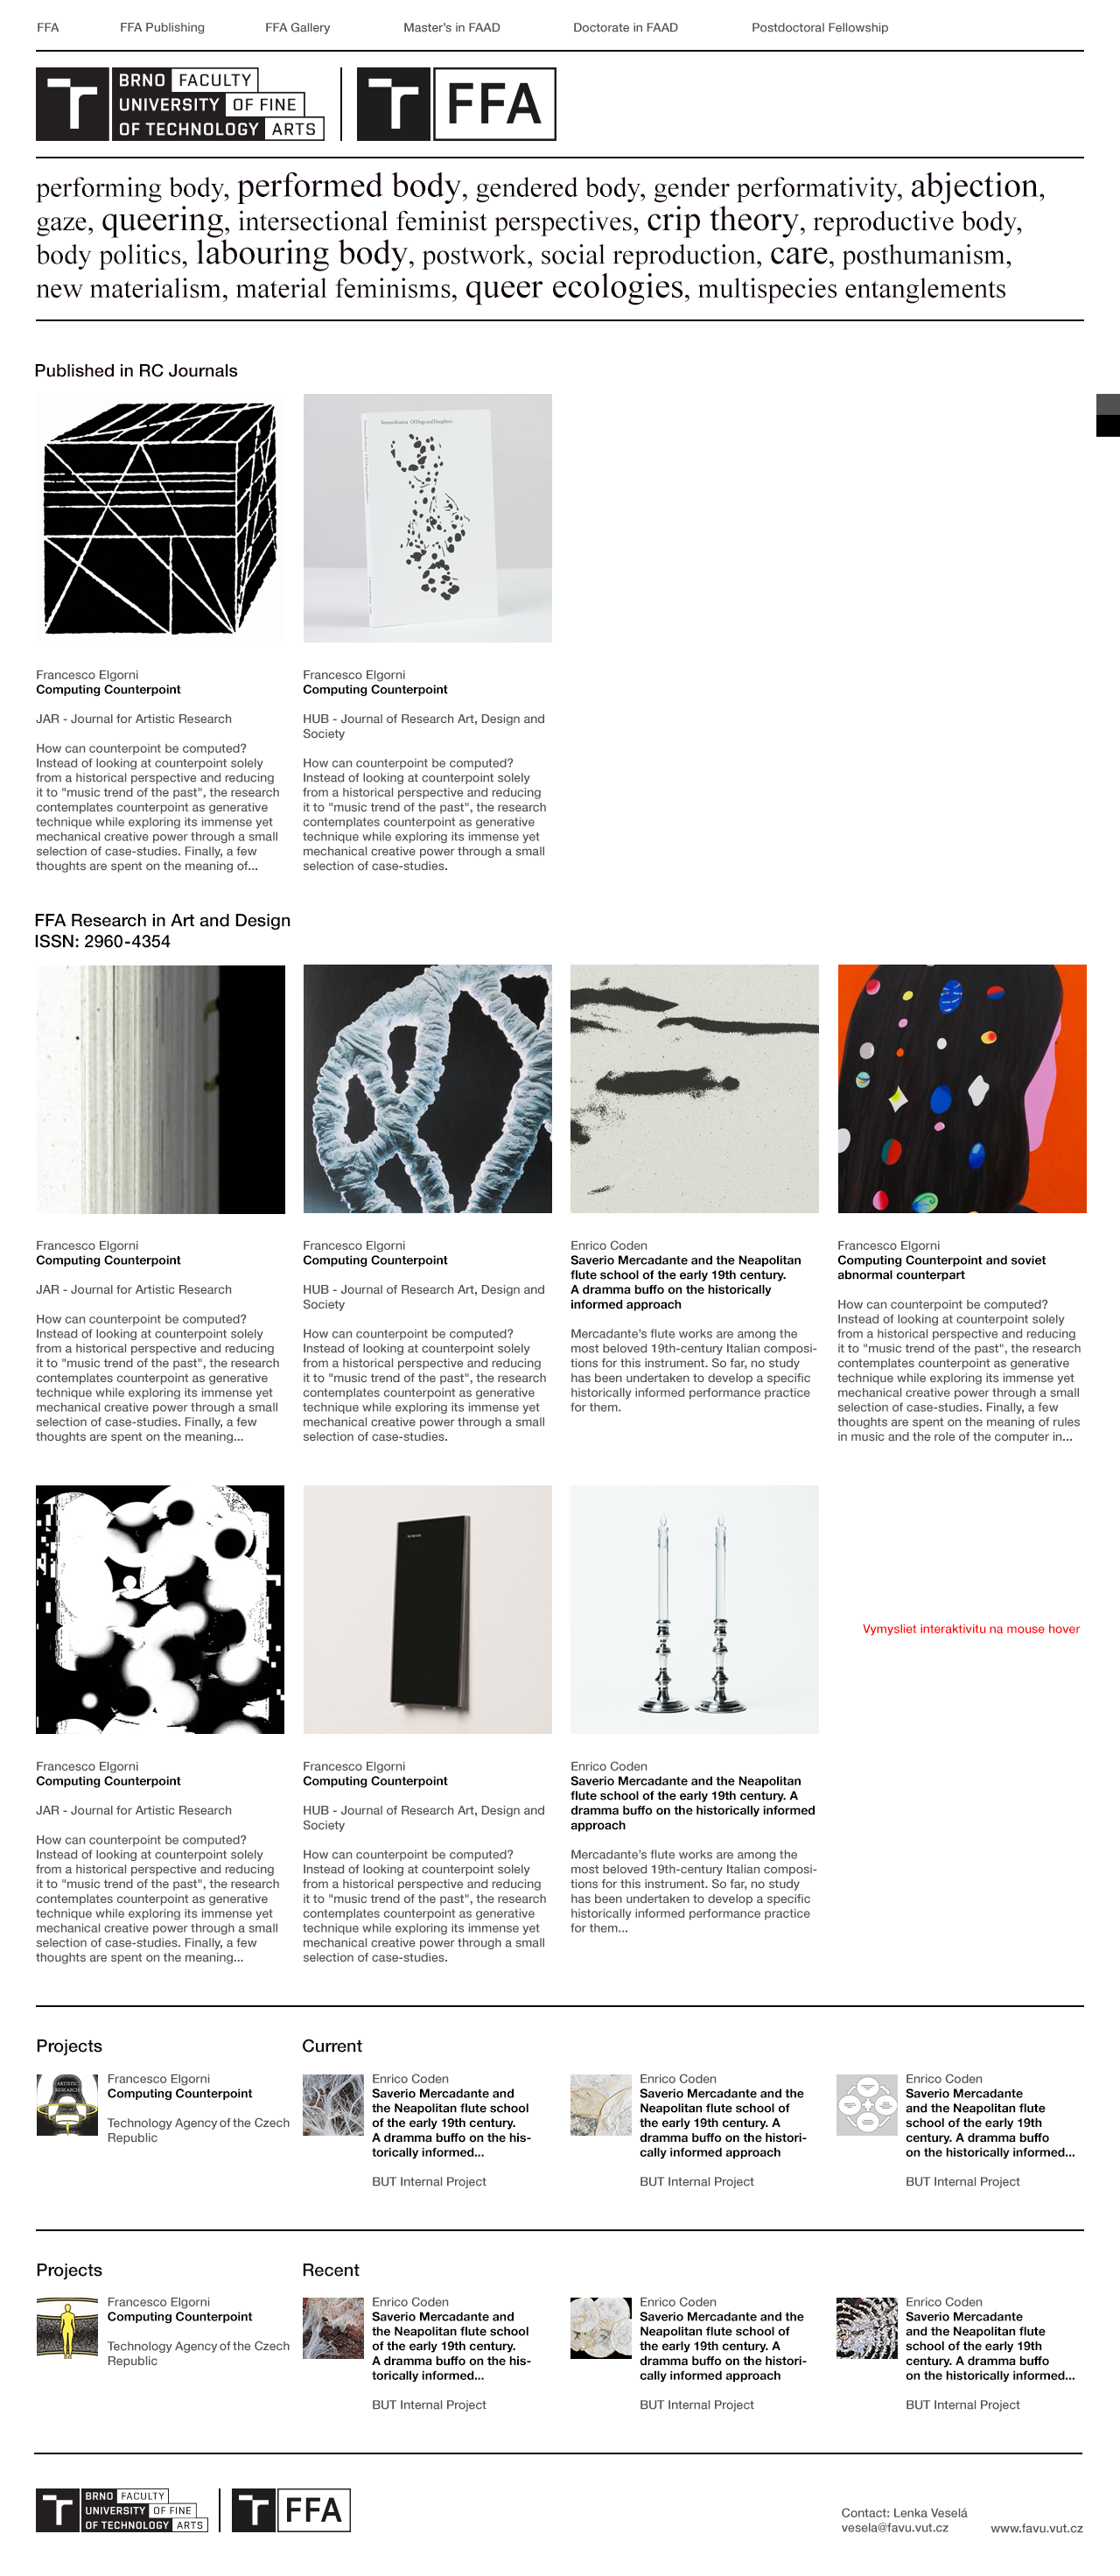 FFA FFA Publishing FFA Gallery Master's in FAAD Doctorate in FAAD Postdoctoral Fellowship
BRNO FACULTY
UNIVERSITY OF FINE
OF TECHNOLOGY ARTS
FFA
performing body, performed body, gendered body, gender performativity, abjection,
gaze, queering, intersectional feminist perspectives, crip theory, reproductive body,
body politics, labouring body, postwork, social reproduction, care, posthumanism,
new materialism, material feminisms, queer ecologies, multispecies entanglements
Published in RC Journals
Francesco Elgorni
Computing Counterpoint
JAR - Journal for Artistic Research
How can counterpoint be computed?
Instead of looking at counterpoint solely
from a historical perspective and reducing
it to "music trend of the past", the research
contemplates counterpoint as generative
technique while exploring its immense yet
mechanical creative power through a small
selection of case-studies. Finally, a few
thoughts are spent on the meaning of...
Francesco Elgorni
Computing Counterpoint
HUB - Journal of Research Art, Design and
Society
How can counterpoint be computed?
Instead of looking at counterpoint solely
from a historical perspective and reducing
it to "music trend of the past", the research
contemplates counterpoint as generative
technique while exploring its immense yet
mechanical creative power through a small
selection of case-studies.
FFA Research in Art and Design
ISSN: 2960-4354
Francesco Elgorni
Computing Counterpoint
JAR - Journal for Artistic Research
How can counterpoint be computed?
Instead of looking at counterpoint solely
from a historical perspective and reducing
it to "music trend of the past", the research
contemplates counterpoint as generative
technique while exploring its immense yet
mechanical creative power through a small
selection of case-studies. Finally, a few
thoughts are spent on the meaning...
Francesco Elgorni
Computing Counterpoint
HUB - Journal of Research Art, Design and
Society
How can counterpoint be computed?
Instead of looking at counterpoint solely
from a historical perspective and reducing
it to "music trend of the past", the research
contemplates counterpoint as generative
technique while exploring its immense yet
mechanical creative power through a small
selection of case-studies.
Enrico Coden
Saverio Mercadante and the Neapolitan
flute school of the early 19th century.
A dramma buffo on the historically
informed approach
Mercadante's flute works are among the
most beloved 19th-century Italian composi-
tions for this instrument. So far, no study
has been undertaken to develop a specific
historically informed performance practice
for them.
Francesco Elgorni
Computing Counterpoint and soviet
abnormal counterpart
How can counterpoint be computed?
Instead of looking at counterpoint solely
from a historical perspective and reducing
it to "music trend of the past", the research
contemplates counterpoint as generative
technique while exploring its immense yet
mechanical creative power through a small
selection of case-studies. Finally, a few
thoughts are spent on the meaning of rules
in music and the role of the computer in...
Vymysliet interaktivitu na mouse hover
Francesco Elgorni
Computing Counterpoint
JAR - Journal for Artistic Research
How can counterpoint be computed?
Instead of looking at counterpoint solely
from a historical perspective and reducing
it to "music trend of the past", the research
contemplates counterpoint as generative
technique while exploring its immense yet
mechanical creative power through a small
selection of case-studies. Finally, a few
thoughts are spent on the meaning...
Francesco Elgorni
Computing Counterpoint
HUB - Journal of Research Art, Design and
Society
How can counterpoint be computed?
Instead of looking at counterpoint solely
from a historical perspective and reducing
it to "music trend of the past", the research
contemplates counterpoint as generative
technique while exploring its immense yet
mechanical creative power through a small
selection of case-studies.
Enrico Coden
Saverio Mercadante and the Neapolitan
flute school of the early 19th century. A
dramma buffo on the historically informed
approach
Mercadante's flute works are among the
most beloved 19th-century Italian composi-
tions for this instrument. So far, no study
has been undertaken to develop a specific
historically informed performance practice
for them...
Projects
ARTISTIC
RESEARCH
Francesco Elgorni
Computing Counterpoint
Technology Agency of the Czech
Republic
Current
Enrico Coden
Saverio Mercadante and
the Neapolitan flute school
of the early 19th century.
A dramma buffo on the his-
torically informed...
BUT Internal Project
Enrico Coden
Saverio Mercadante and the
Neapolitan flute school of
the early 19th century. A
dramma buffo on the histori-
cally informed approach
BUT Internal Project
Enrico Coden
Saverio Mercadante
and the Neapolitan flute
school of the early 19th
century. A dramma buffo
on the historically informed...
BUT Internal Project
Projects
Francesco Elgorni
Computing Counterpoint
Technology Agency of the Czech
Republic
Recent
Enrico Coden
Saverio Mercadante and
the Neapolitan flute school
of the early 19th century.
A dramma buffo on the his-
torically informed...
BUT Internal Project
Enrico Coden
Saverio Mercadante and the
Neapolitan flute school of
the early 19th century. A
dramma buffo on the histori-
cally informed approach
BUT Internal Project
Enrico Coden
Saverio Mercadante
and the Neapolitan flute
school of the early 19th
century. A dramma buffo
on the historically informed...
BUT Internal Project
BRNO FACULTY
UNIVERSITY OF FINE
OF TECHNOLOGY ARTS
FFA
Contact: Lenka Veselá
vesela@favu.vut.cz
www.favu.vut.cz